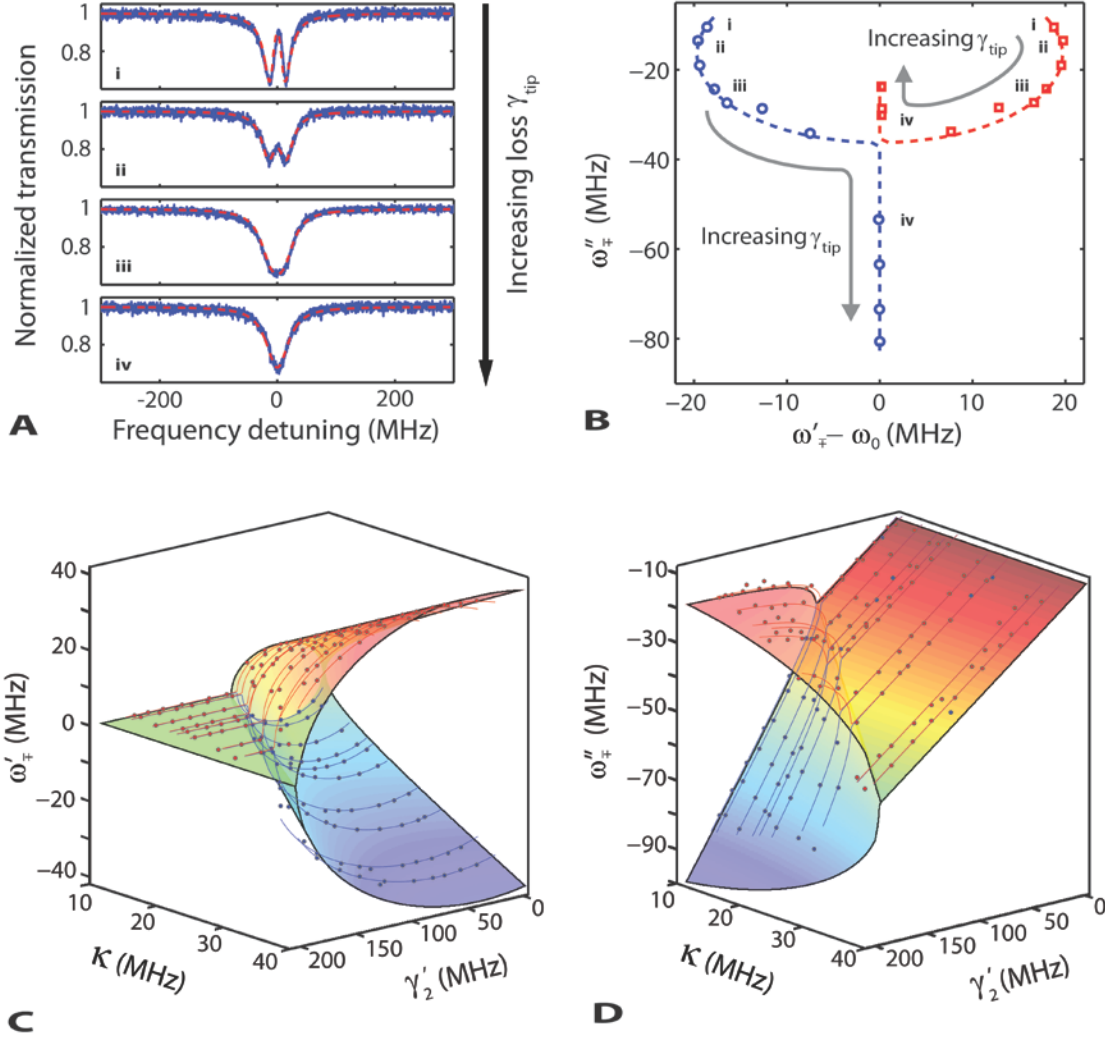 1
0.8
i
1
0.8
ii
1
0.8
iii
1
0.8
iv
-200
0
200
Frequency detuning (MHz)
Normalized transmission
Increasing loss γtip
A
−20
−40
−60
−80
−20
−10
0
10
20
ω″∓ (MHz)
ω′∓ − ω0 (MHz)
i
ii
iii
iv
i
ii
iii
iv
Increasing γtip
Increasing γtip
B
40
20
0
−20
−40
ω′∓ (MHz)
10
20
30
40
κ (MHz)
200
150
100
50
0
γ′2 (MHz)
C
−10
−30
−50
−70
−90
ω″∓ (MHz)
10
20
30
40
κ (MHz)
200
150
100
50
0
γ′2 (MHz)
D